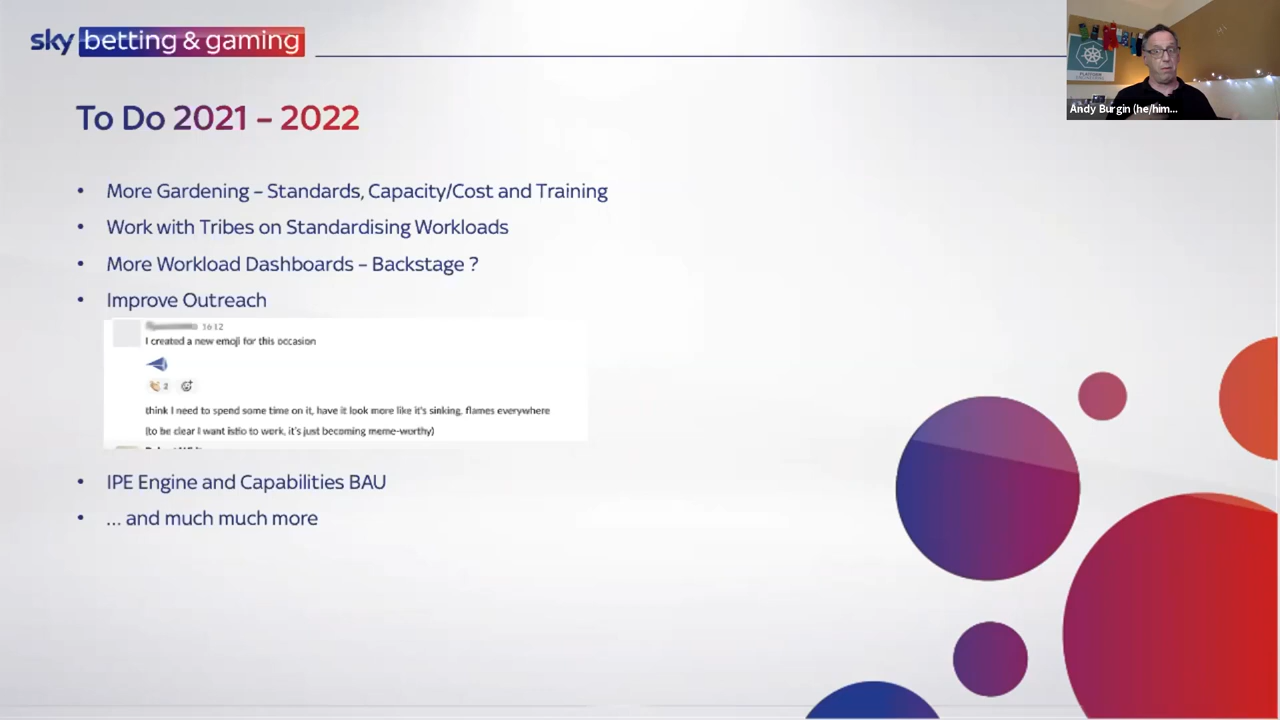 sky betting & gaming
Andy Burgin (he/him...
To Do 2021 – 2022
• More Gardening – Standards, Capacity/Cost and Training
• Work with Tribes on Standardising Workloads
• More Workload Dashboards – Backstage ?
• Improve Outreach
16:12
I created a new emoji for this occasion
2
think I need to spend some time on it, have it look more like it's sinking, flames everywhere
(to be clear I want istio to work, it's just becoming meme-worthy)
• IPE Engine and Capabilities BAU
• ... and much much more